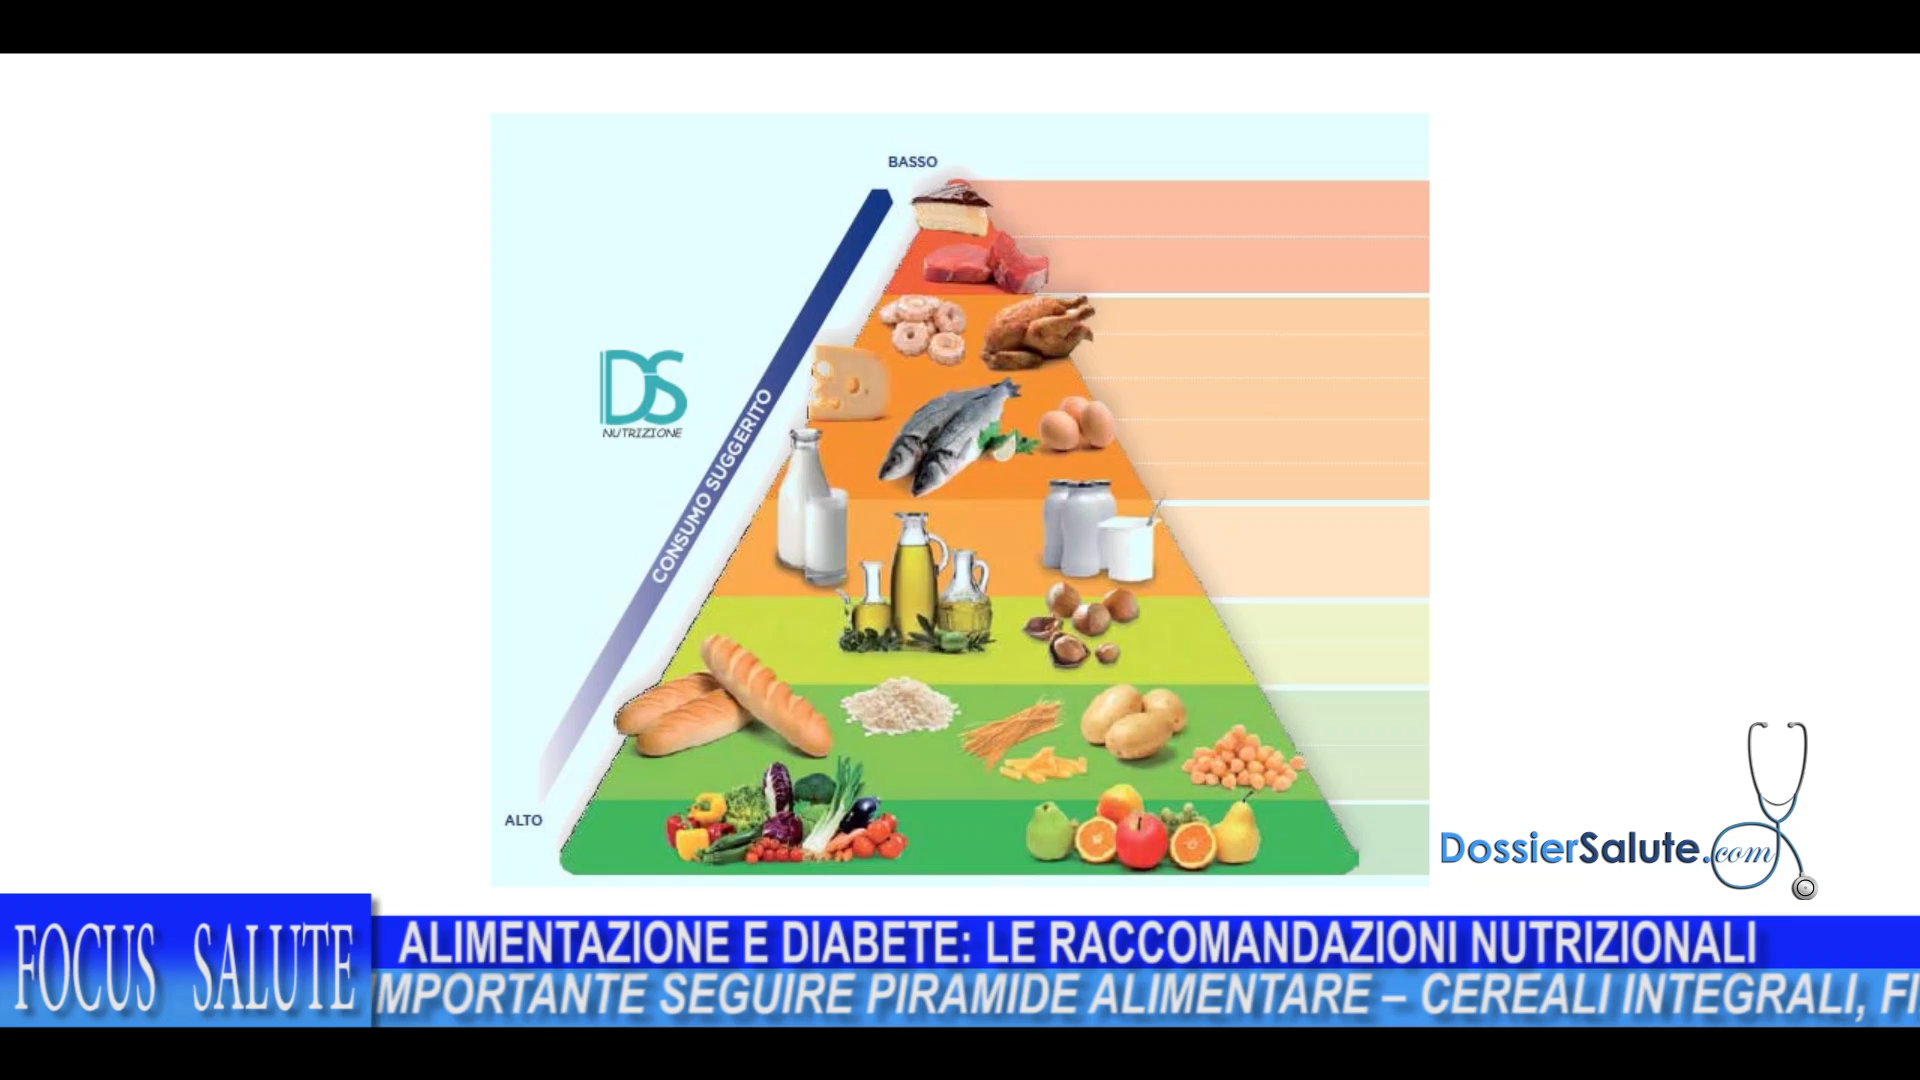 BASSO
DS
NUTRIZIONE
CONSUMO SUGGERITO
ALTO
DossierSalute.com
FOCUS SALUTE
ALIMENTAZIONE E DIABETE: LE RACCOMANDAZIONI NUTRIZIONALI
MPORTANTE SEGUIRE PIRAMIDE ALIMENTARE – CEREALI INTEGRALI, FI